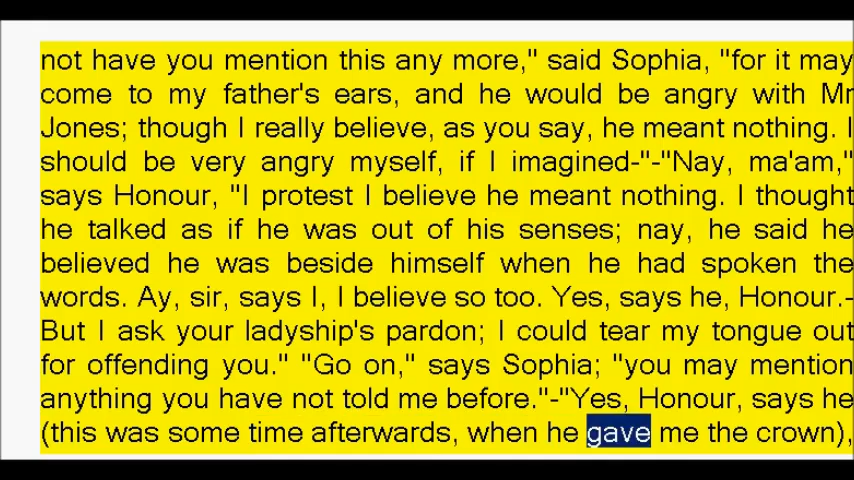 not have you mention this any more," said Sophia, "for it may
come to my father's ears, and he would be angry with Mr
Jones; though I really believe, as you say, he meant nothing. I
should be very angry myself, if I imagined-"-"Nay, ma'am,"
says Honour, "I protest I believe he meant nothing. I thought
he talked as if he was out of his senses; nay, he said he
believed he was beside himself when he had spoken the
words. Ay, sir, says I, I believe so too. Yes, says he, Honour.-
But I ask your ladyship's pardon; I could tear my tongue out
for offending you." "Go on," says Sophia; "you may mention
anything you have not told me before."-"Yes, Honour, says he
(this was some time afterwards, when he gave me the crown),